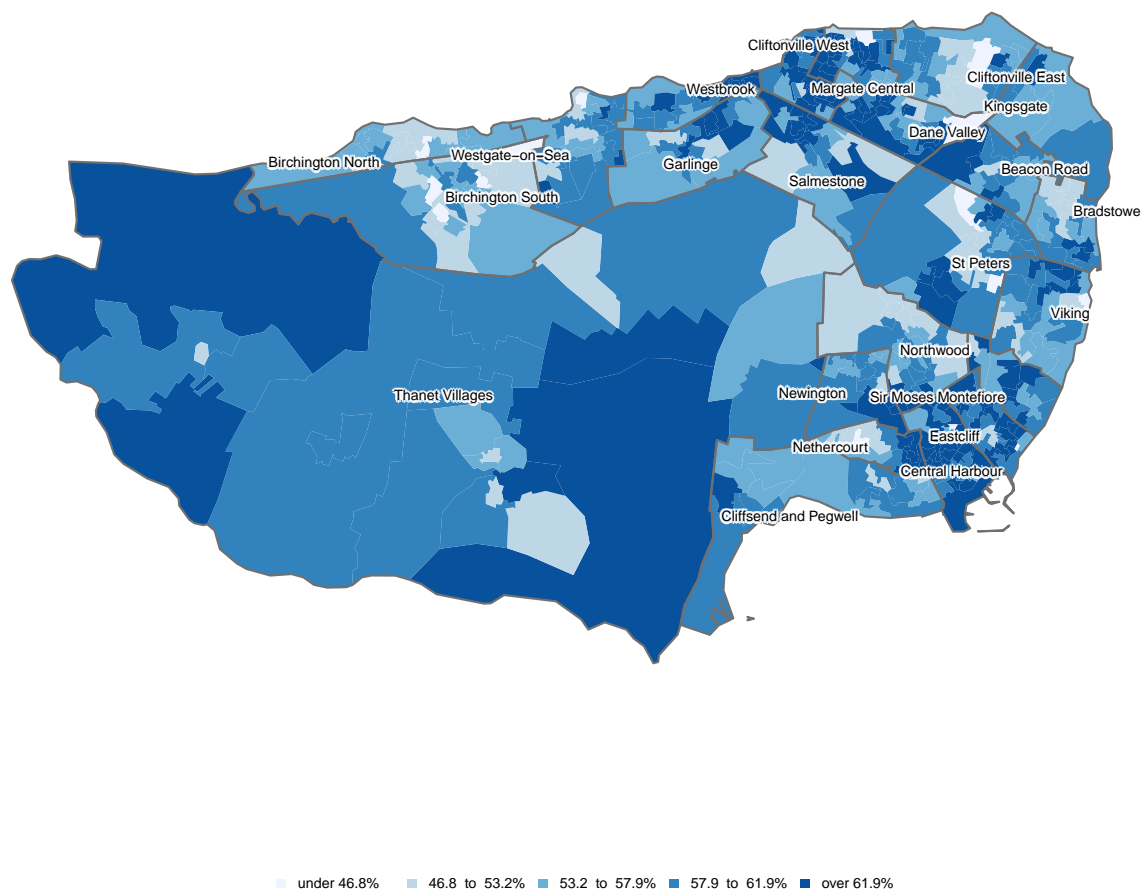 Cliftonville West
Cliftonville East
Westbrook
Margate Central
Kingsgate
Dane Valley
Westgate–on–Sea
Birchington North
Garlinge
Beacon Road
Salmestone
Birchington South
Bradstowe
St Peters
Viking
Northwood
Thanet Villages
Newington
Sir Moses Montefiore
Eastcliff
Nethercourt
Central Harbour
Cliffsend and Pegwell
under 46.8% 46.8 to 53.2% 53.2 to 57.9% 57.9 to 61.9% over 61.9%